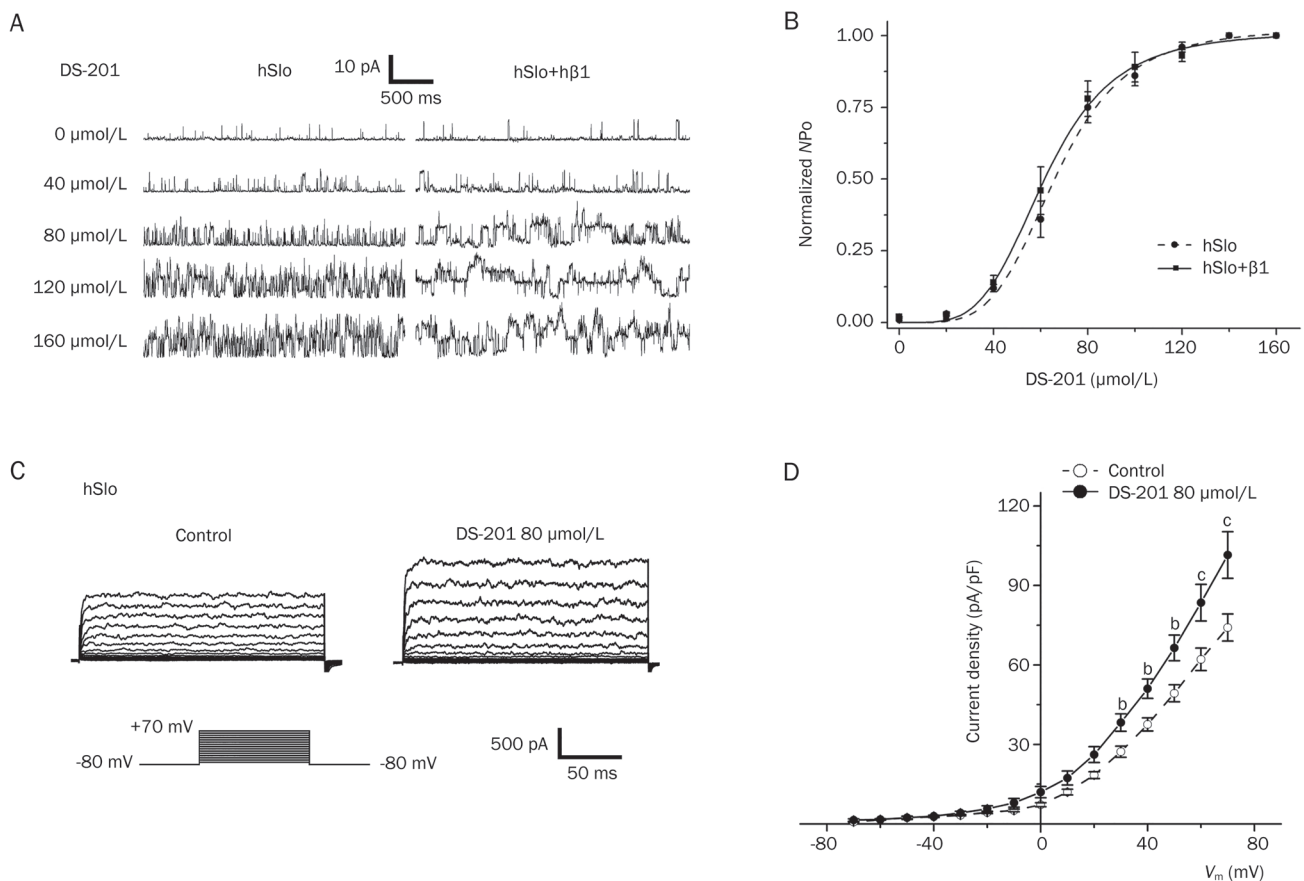 A
DS-201
hSlo
10 pA
500 ms
hSlo+hβ1
0 µmol/L
40 µmol/L
80 µmol/L
120 µmol/L
160 µmol/L
B
1.00
0.75
0.50
0.25
0.00
Normalized NPo
hSlo
hSlo+β1
0 40 80 120 160
DS-201 (µmol/L)
C
hSlo
Control
DS-201 80 µmol/L
+70 mV
-80 mV
-80 mV
500 pA
50 ms
D
Control
DS-201 80 µmol/L
120
90
60
30
Current density (pA/pF)
c
c
b
b
b
-80 -40 0 40 80
Vm (mV)